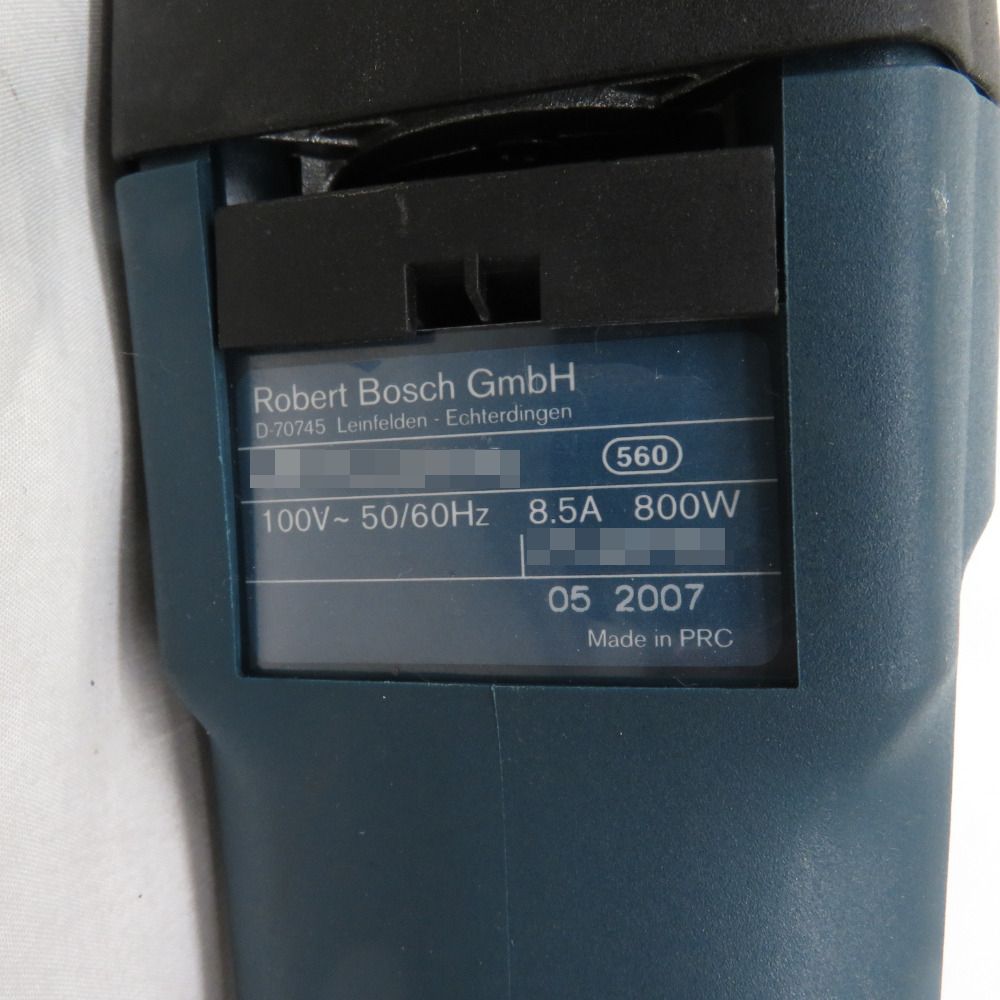 Robert Bosch GmbH
D-70745 Leinfelden - Echterdingen
560
100V~ 50/60Hz 8.5A 800W
05 2007
Made in PRC